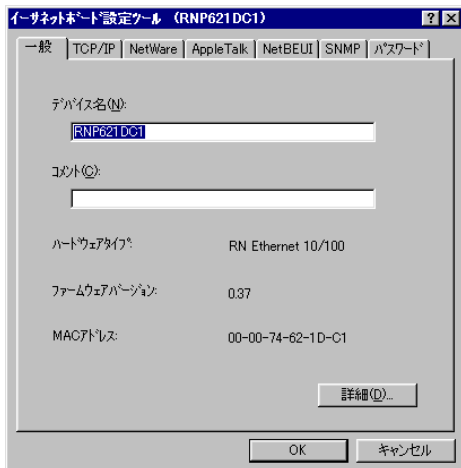 イーサネットボード設定ツール (RNP621DC1)
一般 TCP/IP NetWare AppleTalk NetBEUI SNMP パスワード
デバイス名(N):
RNP621DC1
コメント(C):
ハードウェアタイプ: RN Ethernet 10/100
ファームウェアバージョン: 0.37
MACアドレス: 00-00-74-62-1D-C1
詳細(D)...
OK キャンセル